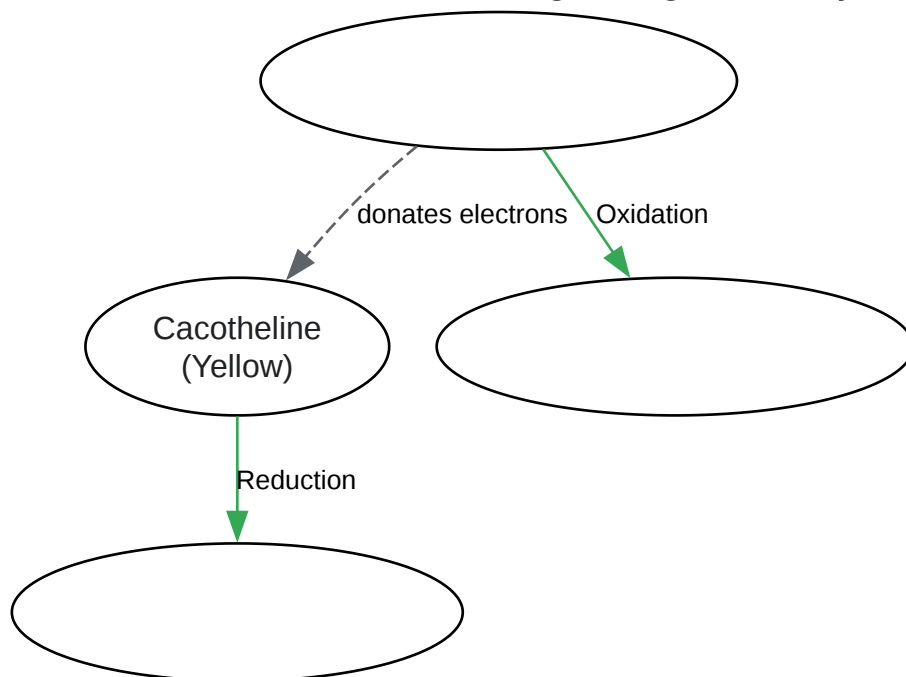 donates electrons
Oxidation
Cacotheline
(Yellow)
Reduction